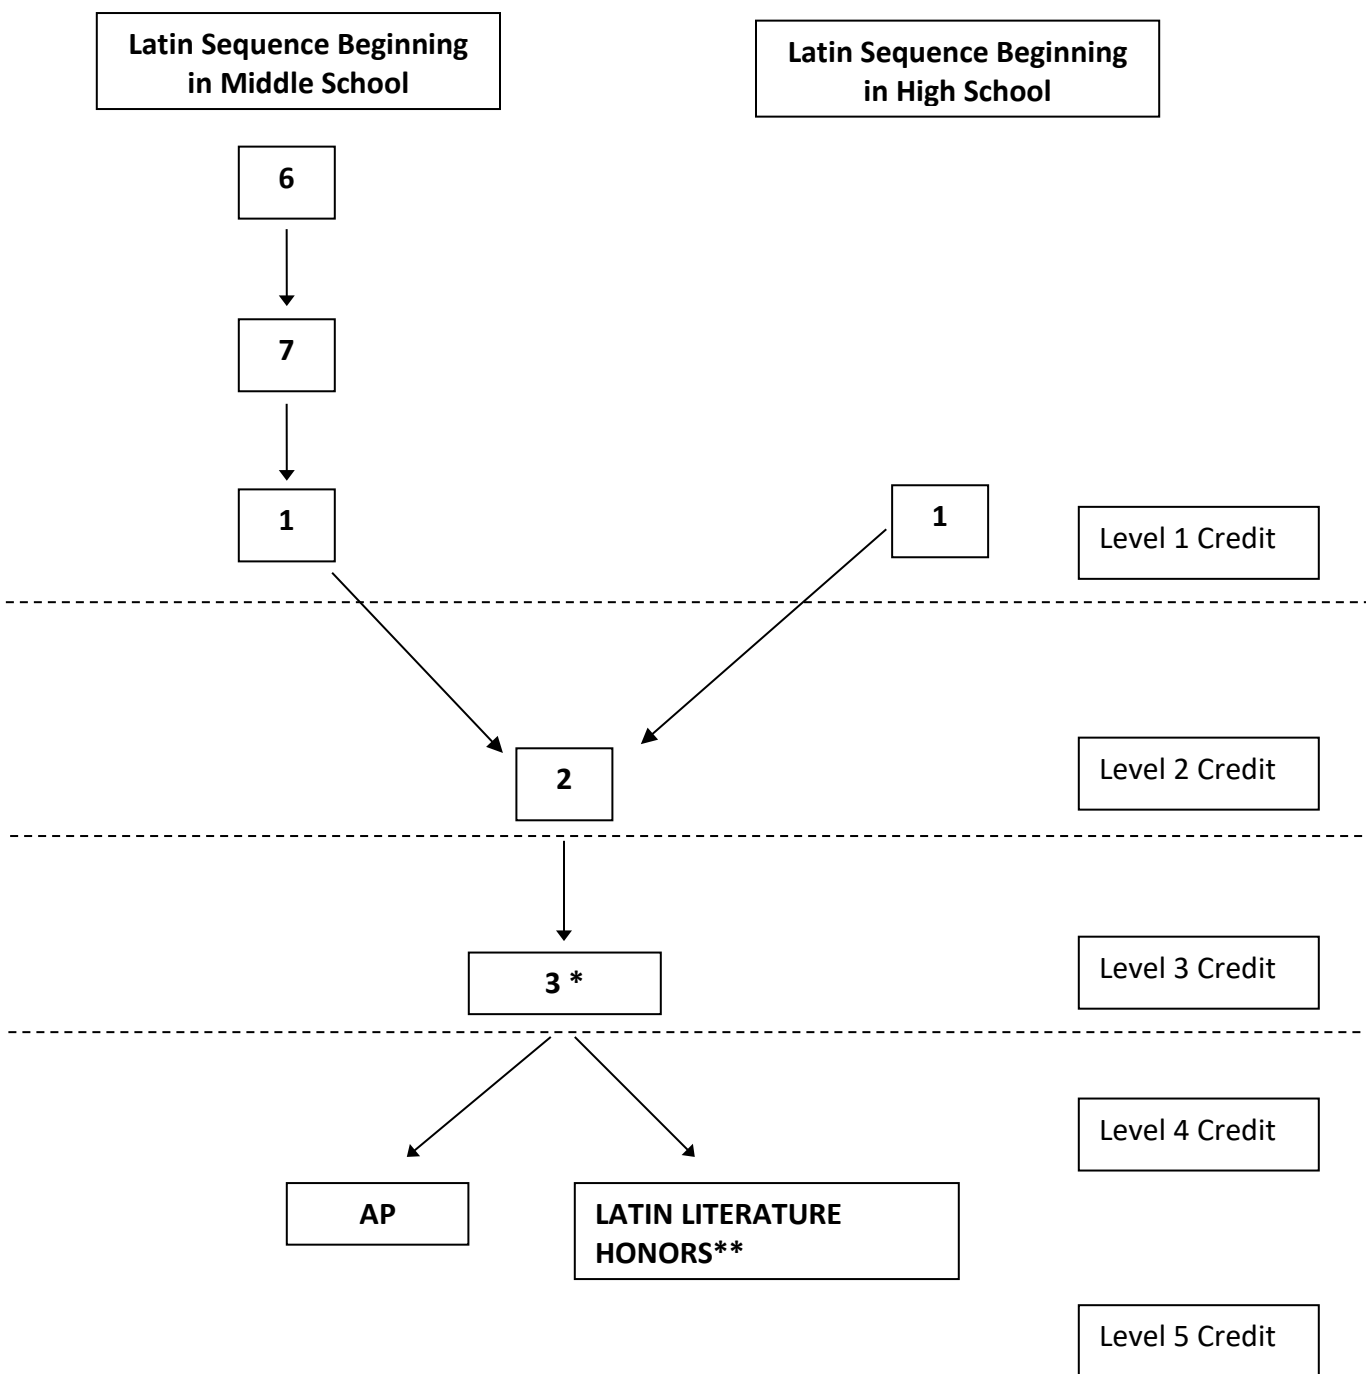 Latin Sequence Beginning
in Middle School
Latin Sequence Beginning
in High School
6
7
1
1
Level 1 Credit
2
Level 2 Credit
3 *
Level 3 Credit
Level 4 Credit
AP
LATIN LITERATURE
HONORS**
Level 5 Credit